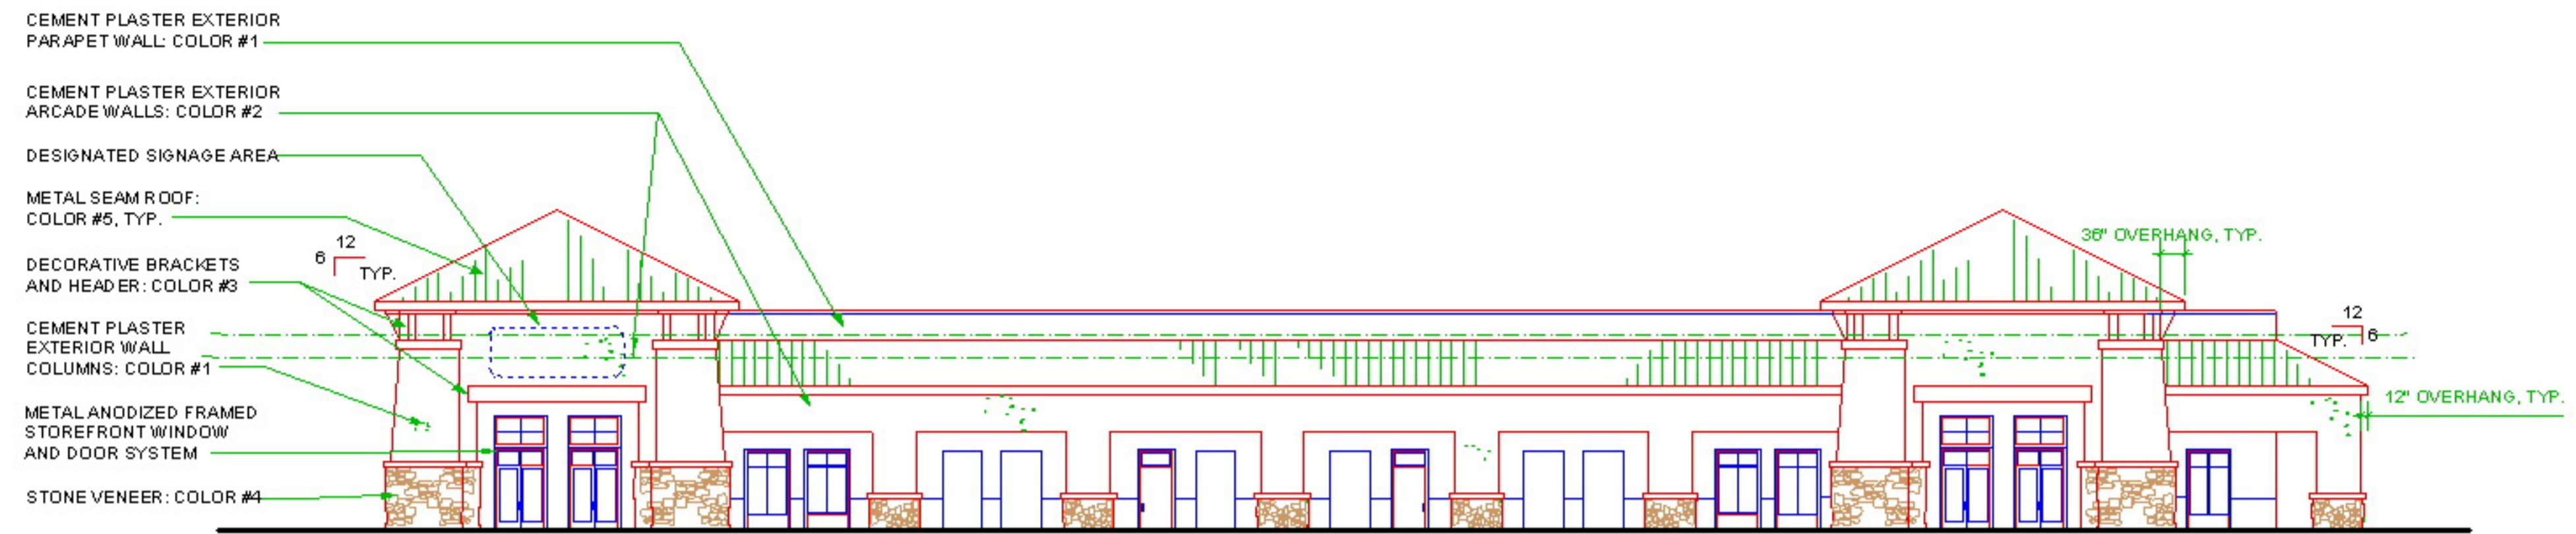 CEMENT PLASTER EXTERIOR
PARAPET WALL: COLOR #1
CEMENT PLASTER EXTERIOR
ARCADE WALLS: COLOR #2
DESIGNATED SIGNAGE AREA
METAL SEAM ROOF:
COLOR #5, TYP.
DECORATIVE BRACKETS
AND HEADER: COLOR #3
CEMENT PLASTER
EXTERIOR WALL
COLUMNS: COLOR #1
METAL ANODIZED FRAMED
STOREFRONT WINDOW
AND DOOR SYSTEM
STONE VENEER: COLOR #4
12
6
TYP.
36" OVERHANG, TYP.
12
TYP. 6
12" OVERHANG, TYP.